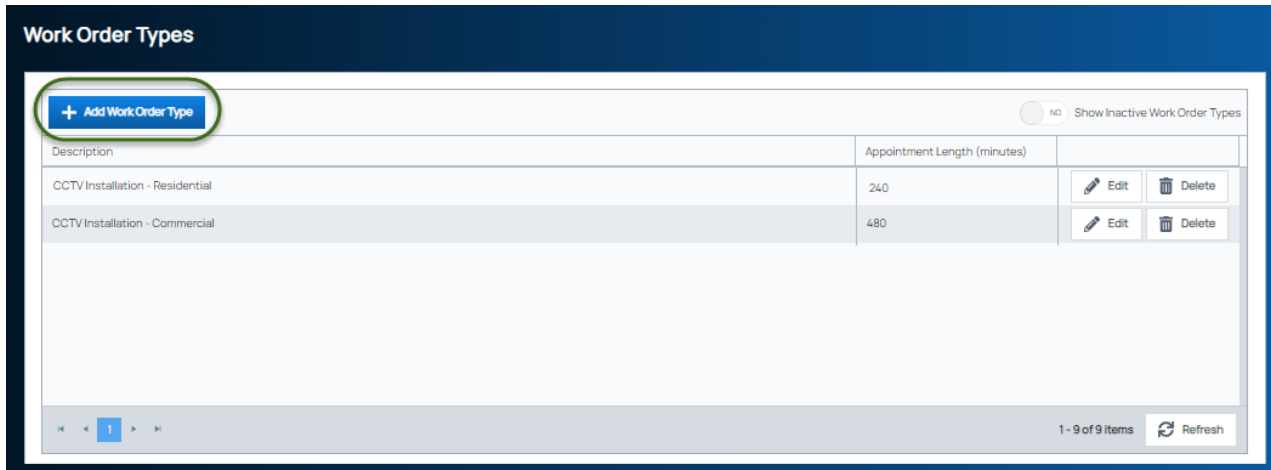 Work Order Types
+ Add Work Order Type
NO Show Inactive Work Order Types
Description Appointment Length (minutes)
CCTV Installation - Residential 240 Edit Delete
CCTV Installation - Commercial 480 Edit Delete
1 1 - 9 of 9 items Refresh